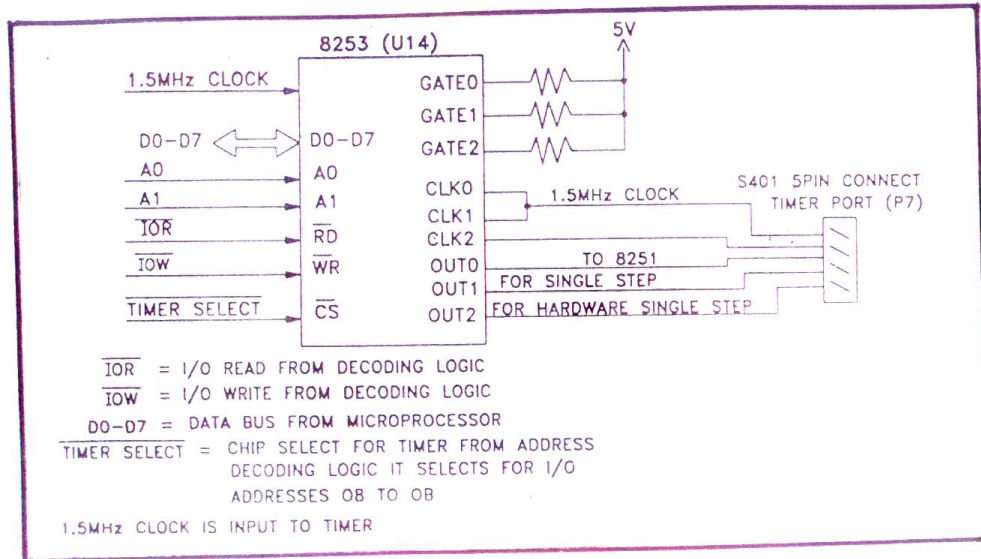 8253 (U14)
5V
1.5MHz CLOCK
GATE0
GATE1
D0-D7
D0-D7
GATE2
A0
A0
CLK0
S401 5PIN CONNECT
A1
A1
CLK1
1.5MHz CLOCK
TIMER PORT (P7)
IOR
RD
CLK2
IOW
WR
OUT0
TO 8251
OUT1
FOR SINGLE STEP
TIMER SELECT
CS
OUT2
FOR HARDWARE SINGLE STEP
IOR = I/O READ FROM DECODING LOGIC
IOW = I/O WRITE FROM DECODING LOGIC
D0-D7 = DATA BUS FROM MICROPROCESSOR
TIMER SELECT = CHIP SELECT FOR TIMER FROM ADDRESS
DECODING LOGIC IT SELECTS FOR I/O
ADDRESSES 08 TO 0B
1.5MHz CLOCK IS INPUT TO TIMER